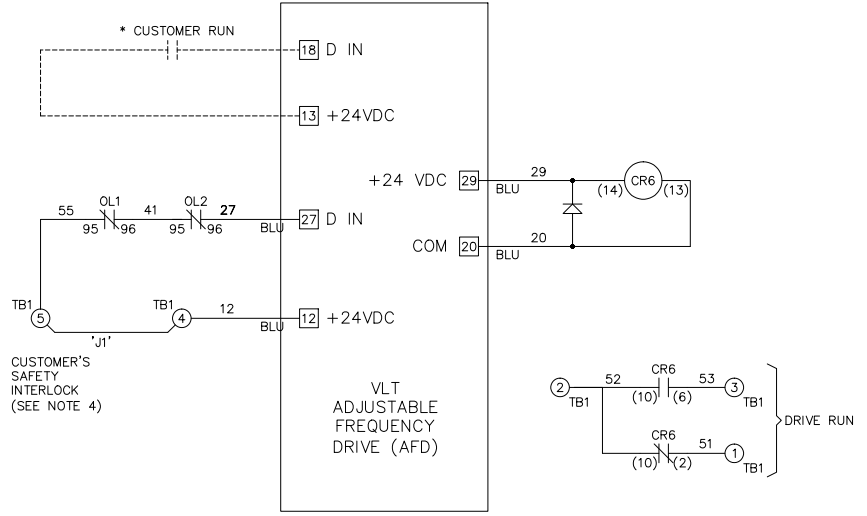 * CUSTOMER RUN
18 D IN
13 +24VDC
+24 VDC 29 BLU 29
(14) CR6 (13)
55 OL1 95 96 41 OL2 95 96 27 BLU 27 D IN
COM 20 BLU 20
TB1 5 'J1' TB1 4 12 BLU 12 +24VDC
CUSTOMER'S
SAFETY
INTERLOCK
(SEE NOTE 4)
VLT
ADJUSTABLE
FREQUENCY
DRIVE (AFD)
2 TB1 52 CR6 (10) (6) 53 3 TB1
DRIVE RUN
CR6 (10) (2) 51 1 TB1